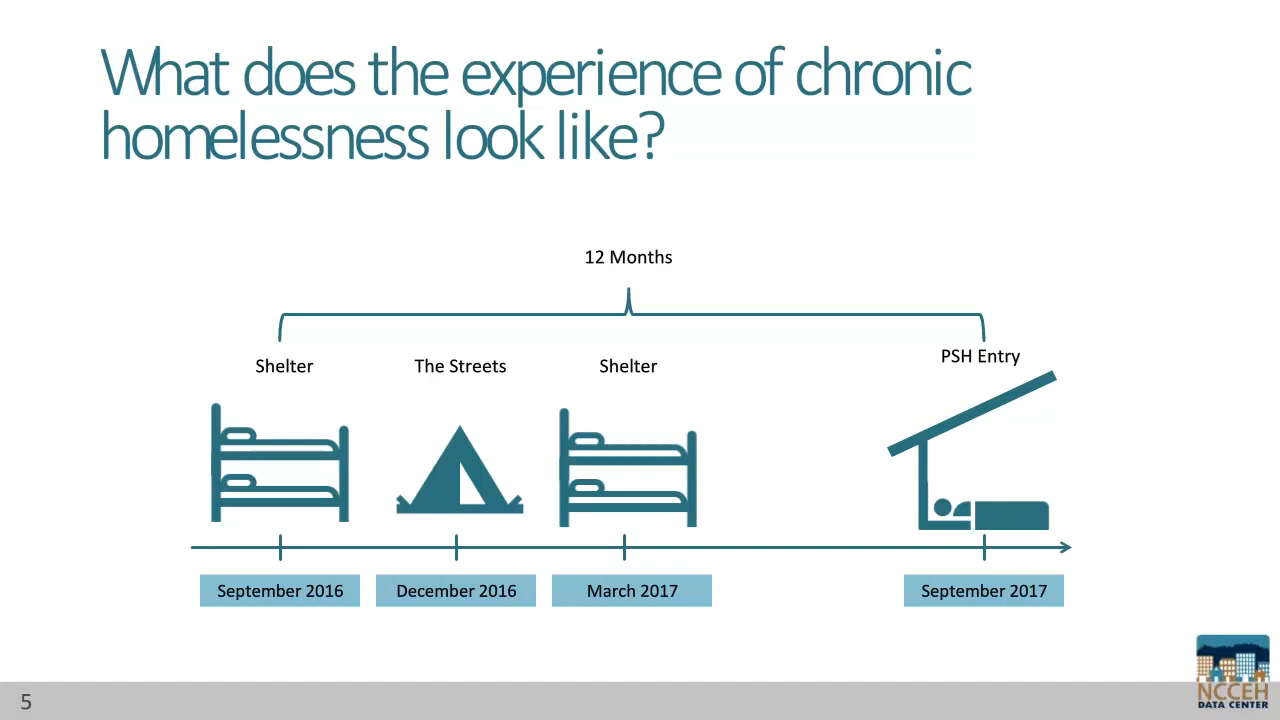 What does the experience of chronic
homelessness look like?
12 Months
Shelter
The Streets
Shelter
PSH Entry
September 2016
December 2016
March 2017
September 2017
5
NCCEH
DATA CENTER